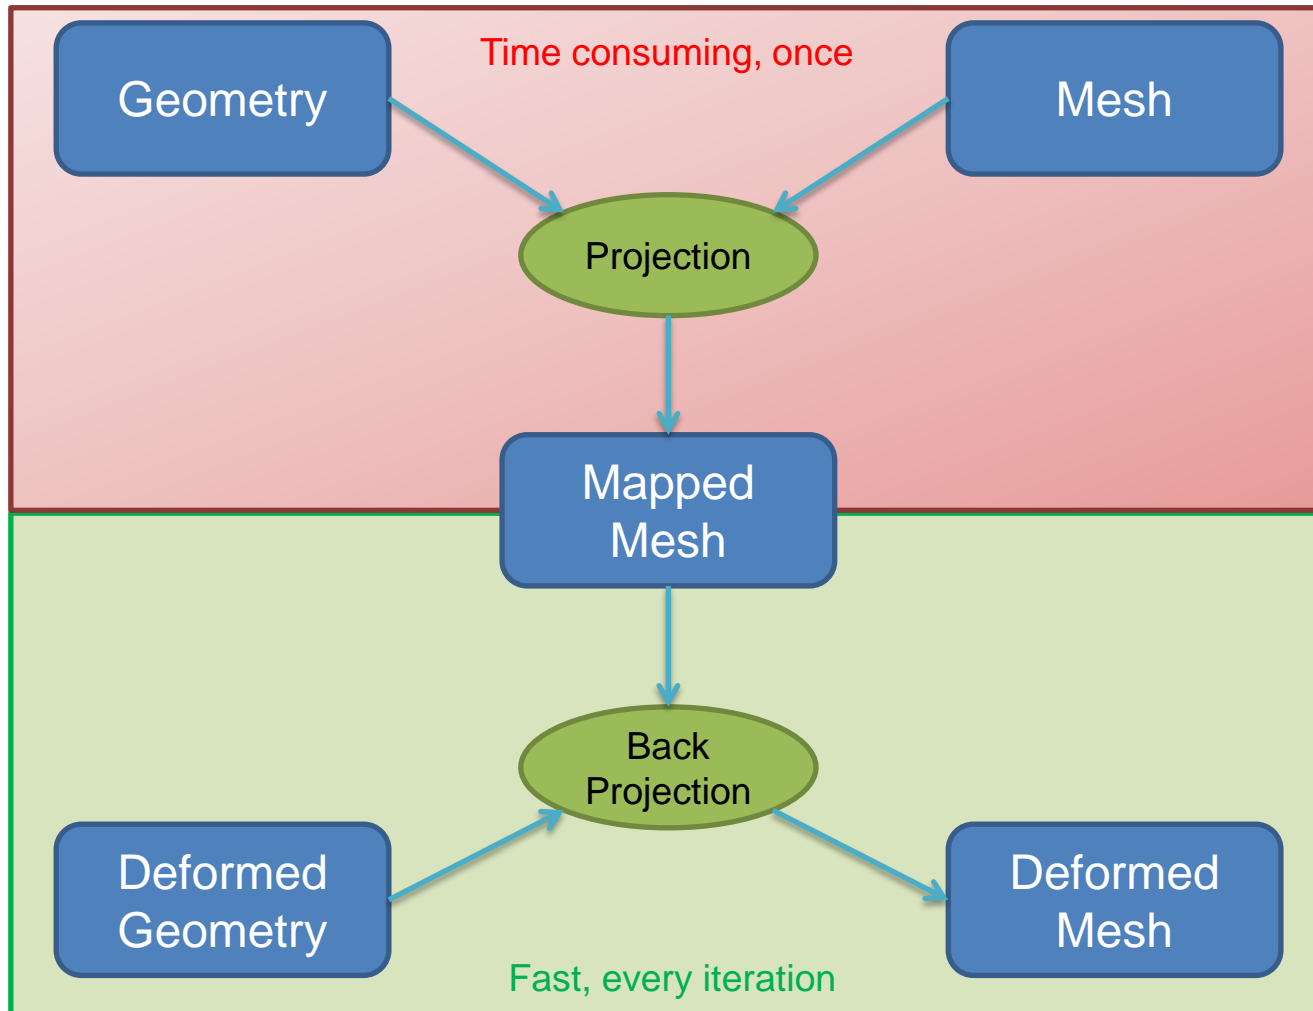 Time consuming, once
Geometry
Mesh
Projection
Mapped
Mesh
Back
Projection
Deformed
Geometry
Deformed
Mesh
Fast, every iteration